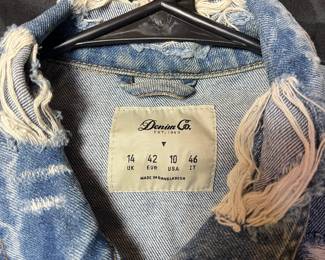 Denim Co.
14 42 10 46
UK EUR USA IT
MADE IN BANGLADESH